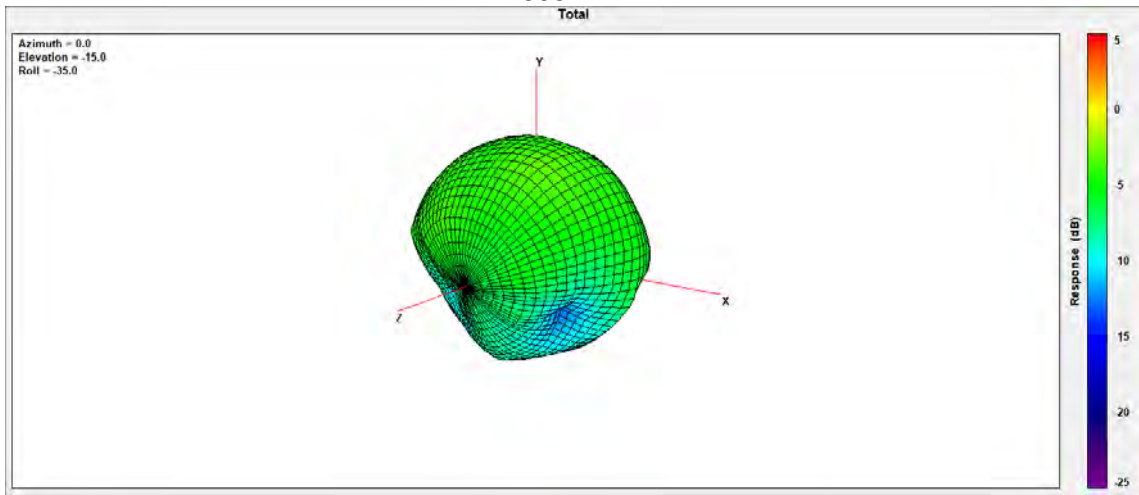 Total
Azimuth = 0.0
Elevation = -15.0
Roll = -35.0
Y
X
Z
5
0
-5
-10
-15
-20
-25
Response (dB)